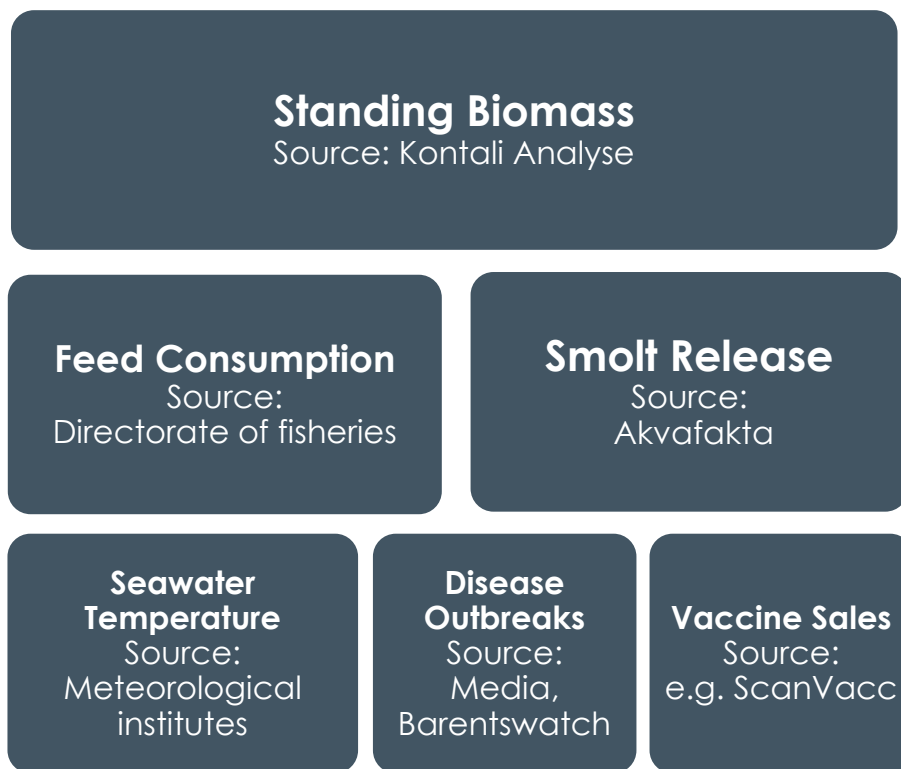 Standing Biomass
Source: Kontali Analyse
Feed Consumption
Source:
Directorate of fisheries
Smolt Release
Source:
Akvafakta
Seawater
Temperature
Source:
Meteorological
institutes
Disease
Outbreaks
Source:
Media,
Barentswatch
Vaccine Sales
Source:
e.g. ScanVacc